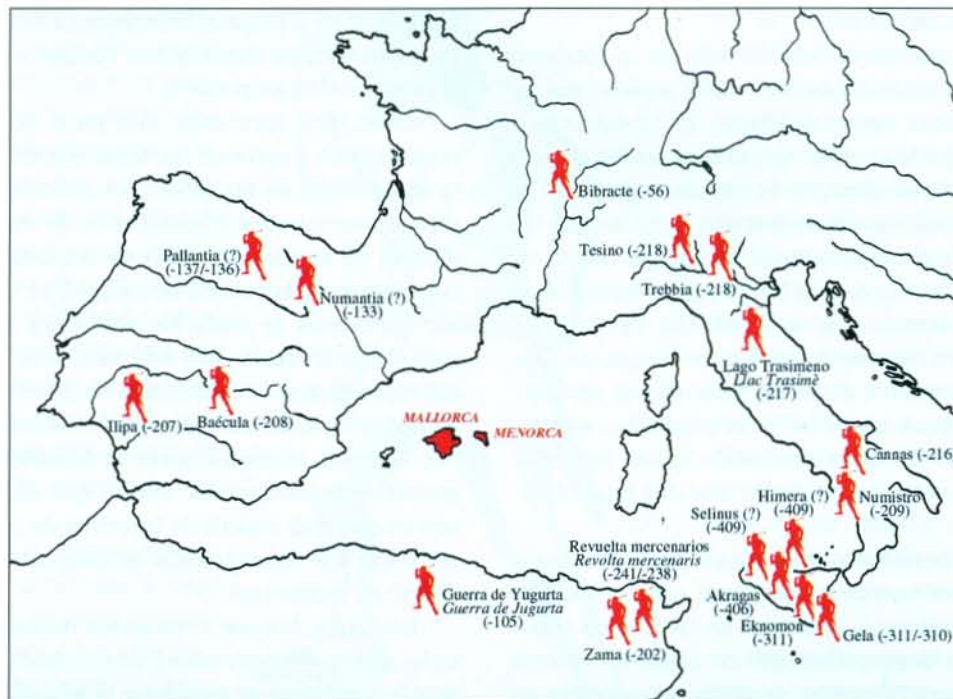 Bibracte (-56)
Tesino (-218)
Trebbia (-218)
Pallantia (?)
(-137/-136)
Numantia (?)
(-133)
Lago Trasimeno
Llac Trasimè
(-217)
Ilipa (-207)
Baécula (-208)
MALLORCA
MENORCA
Cannas (-216)
Numistro
(-209)
Himera (?)
(-409)
Selinus (?)
(-409)
Revuelta mercenarios
Revolta mercenaris
(-241/-238)
Guerra de Yugurta
Guerra de Jugurta
(-105)
Akragas
(-406)
Eknomon
(-311)
Gela (-311/-310)
Zama (-202)